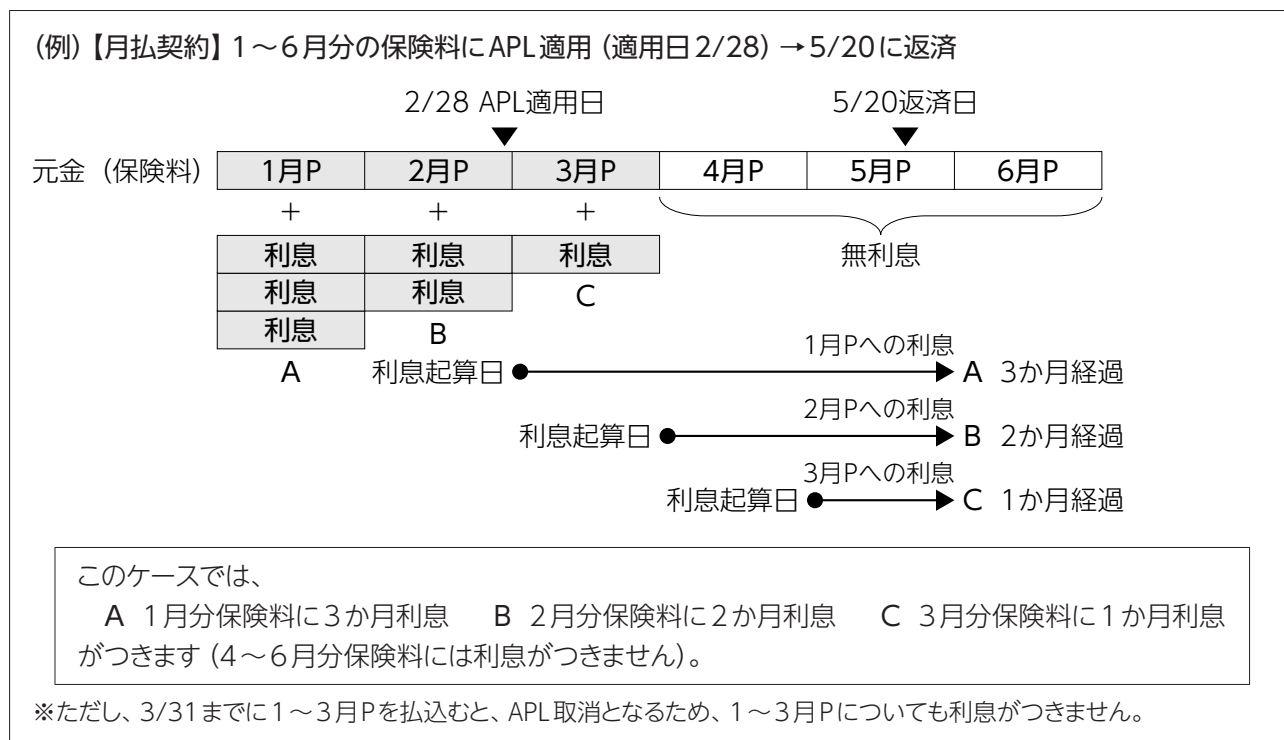 (例)【月払契約】1～6月分の保険料にAPL適用（適用日2/28）→5/20に返済
2/28 APL適用日 5/20返済日
元金（保険料） 1月P 2月P 3月P 4月P 5月P 6月P
＋ ＋ ＋
利息 利息 利息 無利息
利息 利息 C
利息 B
A
1月Pへの利息
利息起算日 A 3か月経過
2月Pへの利息
利息起算日 B 2か月経過
3月Pへの利息
利息起算日 C 1か月経過
このケースでは、
A 1月分保険料に3か月利息 B 2月分保険料に2か月利息 C 3月分保険料に1か月利息
がつきます（4～6月分保険料には利息がつきません）。
※ただし、3/31までに1～3月Pを払込むと、APL取消となるため、1～3月Pについても利息がつきません。